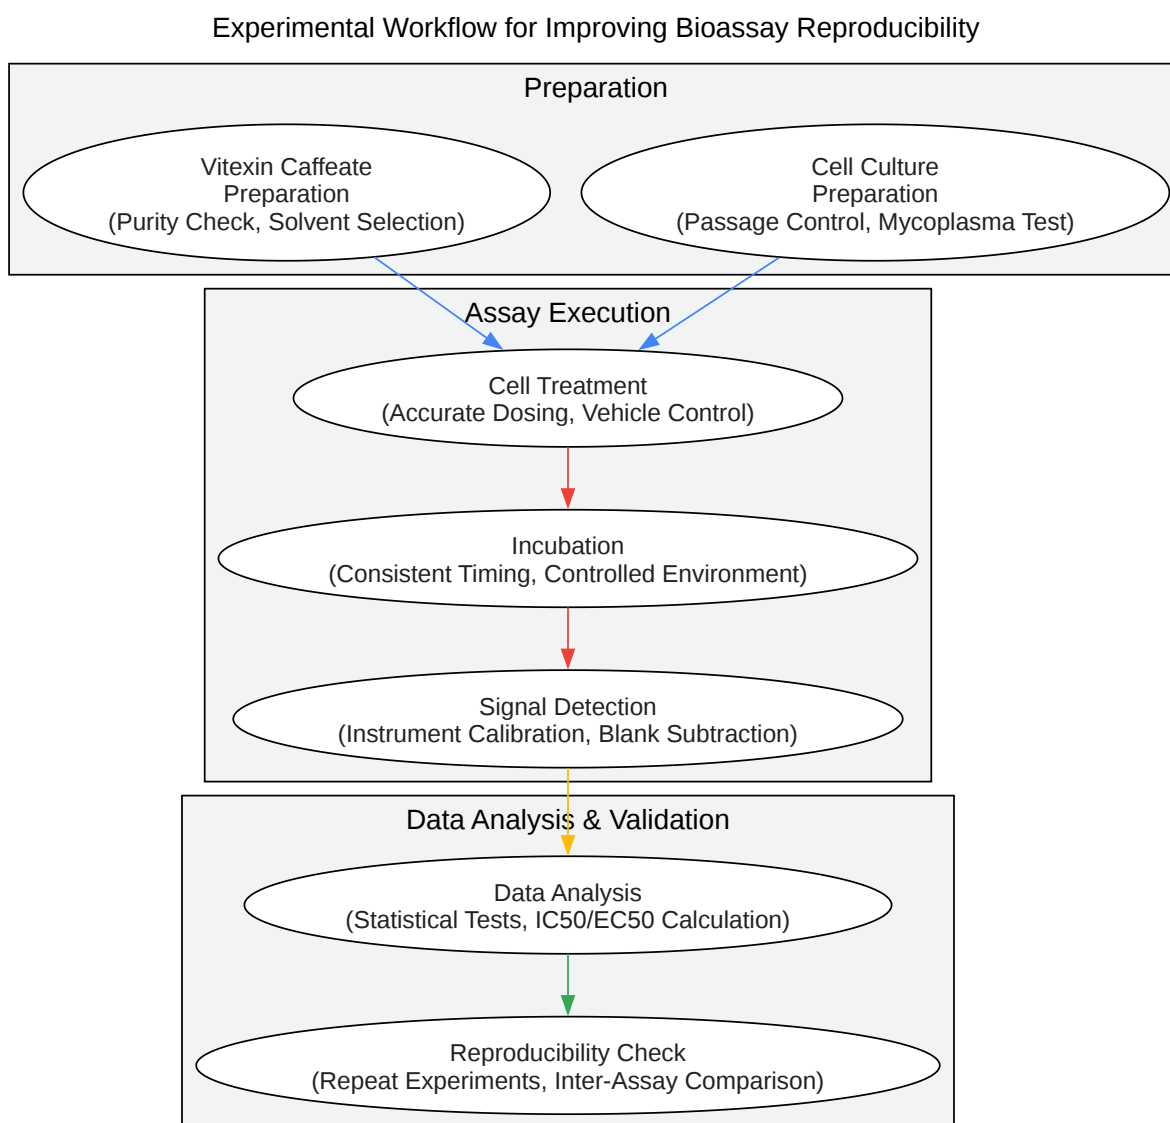 Experimental Workflow for Improving Bioassay Reproducibility
Preparation
Vitexin Caffeate
Preparation
(Purity Check, Solvent Selection)
Cell Culture
Preparation
(Passage Control, Mycoplasma Test)
Assay Execution
Cell Treatment
(Accurate Dosing, Vehicle Control)
Incubation
(Consistent Timing, Controlled Environment)
Signal Detection
(Instrument Calibration, Blank Subtraction)
Data Analysis & Validation
Data Analysis
(Statistical Tests, IC50/EC50 Calculation)
Reproducibility Check
(Repeat Experiments, Inter-Assay Comparison)